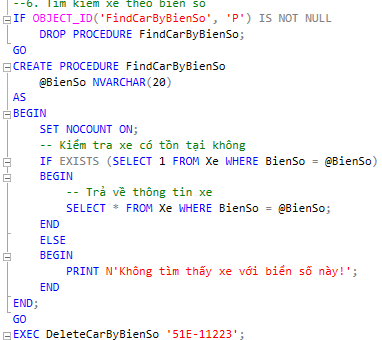 --6. Tìm kiếm xe theo biển số
IF OBJECT_ID('FindCarByBienSo', 'P') IS NOT NULL
DROP PROCEDURE FindCarByBienSo;
GO
CREATE PROCEDURE FindCarByBienSo
@BienSo NVARCHAR(20)
AS
BEGIN
SET NOCOUNT ON;
-- Kiểm tra xe có tồn tại không
IF EXISTS (SELECT 1 FROM Xe WHERE BienSo = @BienSo)
BEGIN
-- Trả về thông tin xe
SELECT * FROM Xe WHERE BienSo = @BienSo;
END
ELSE
BEGIN
PRINT N'Không tìm thấy xe với biển số này!';
END
END;
GO
EXEC DeleteCarByBienSo '51E-11223';